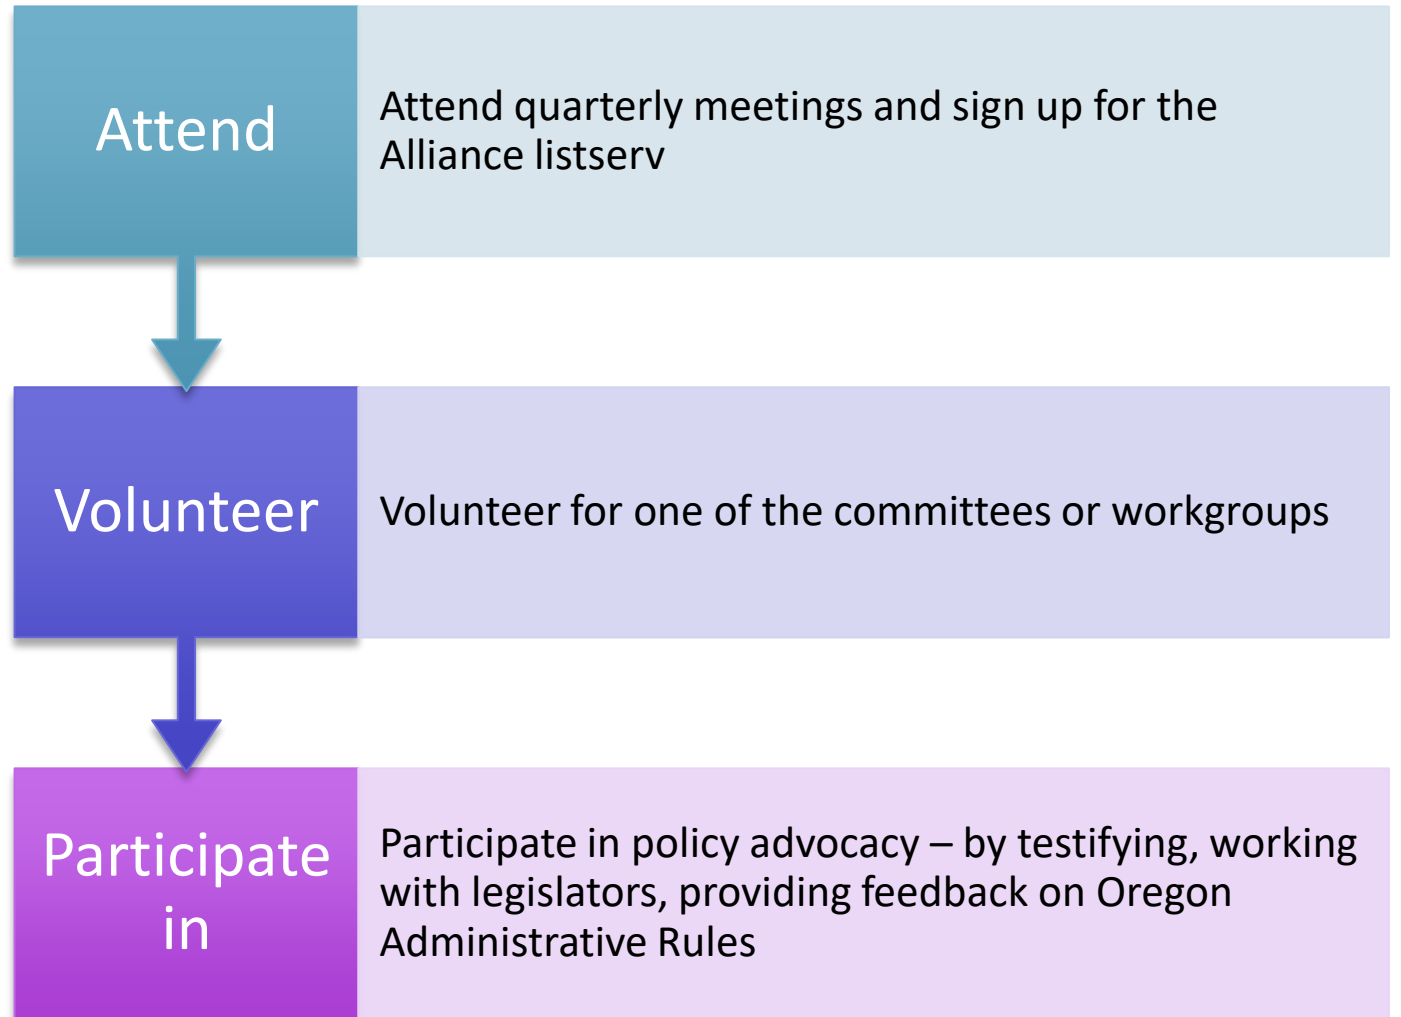 Attend
Attend quarterly meetings and sign up for the
Alliance listserv
Volunteer
Volunteer for one of the committees or workgroups
Participate
in
Participate in policy advocacy – by testifying, working
with legislators, providing feedback on Oregon
Administrative Rules